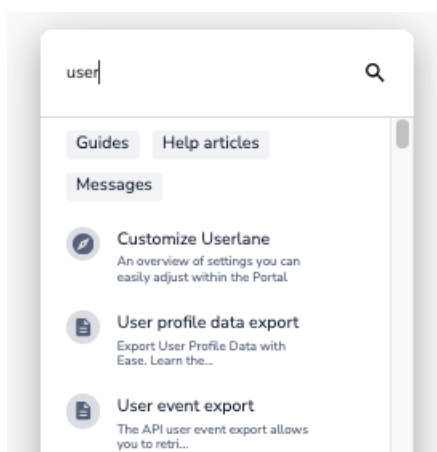 user
Guides Help articles
Messages
Customize Userlane
An overview of settings you can
easily adjust within the Portal
User profile data export
Export User Profile Data with
Ease. Learn the...
User event export
The API user event export allows
you to retri...